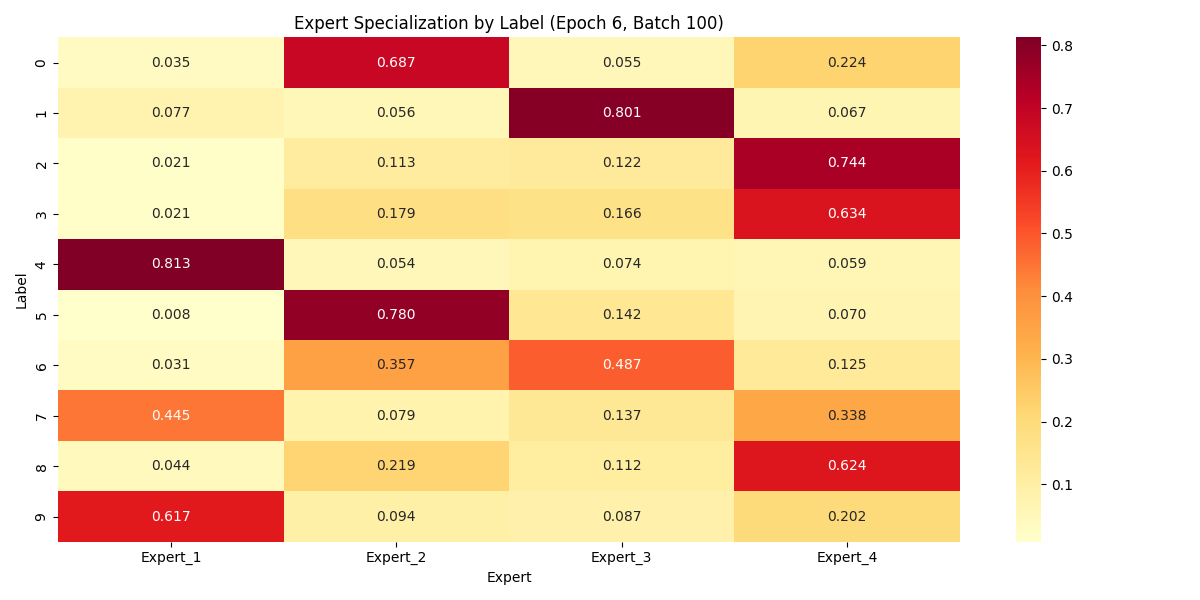 Expert Specialization by Label (Epoch 6, Batch 100)
0 0.035 0.687 0.055 0.224
1 0.077 0.056 0.801 0.067
2 0.021 0.113 0.122 0.744
3 0.021 0.179 0.166 0.634
4 0.813 0.054 0.074 0.059
5 0.008 0.780 0.142 0.070
6 0.031 0.357 0.487 0.125
7 0.445 0.079 0.137 0.338
8 0.044 0.219 0.112 0.624
9 0.617 0.094 0.087 0.202
Label
Expert_1 Expert_2 Expert_3 Expert_4
Expert
0.8
0.7
0.6
0.5
0.4
0.3
0.2
0.1